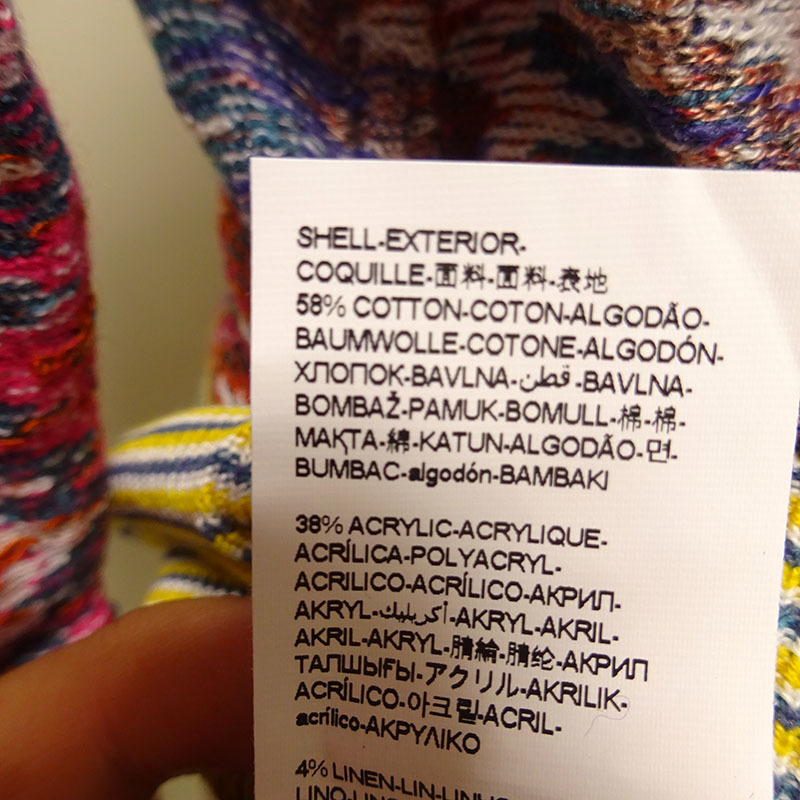 SHELL-EXTERIOR-
COQUILLE-面料-面料-表地
58% COTTON-COTON-ALGODÃO-
BAUMWOLLE-COTONE-ALGODÓN-
ХЛОПОК-BAVLNA-قطن-BAVLNA-
BOMBAŽ-PAMUK-BOMULL-棉-棉-
МАҚТА-綿-KATUN-ALGODÃO-면-
BUMBAC-algodón-BAMBAKI
38% ACRYLIC-ACRYLIQUE-
ACRÍLICA-POLYACRYL-
ACRILICO-ACRÍLICO-АКРИЛ-
AKRYL-أكريليك-AKRYL-AKRIL-
AKRIL-AKRYL-腈綸-腈纶-АКРИЛ
ТАЛШЫҒЫ-アクリル-AKRILIK-
ACRÍLICO-아크릴-ACRIL-
acrílico-ΑΚΡΥΛΙΚΟ
4% LINEN-LIN-LINHO